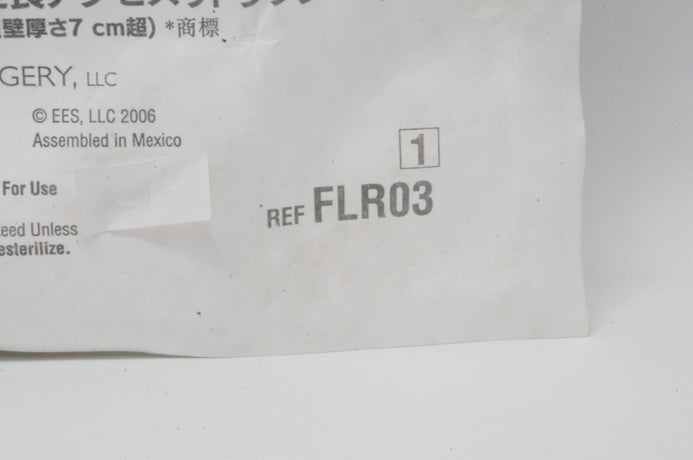 壁厚さ7 cm超) *商標
GERY, LLC
© EES, LLC 2006
Assembled in Mexico
1
For Use
REF FLR03
eed Unless
esterilize.